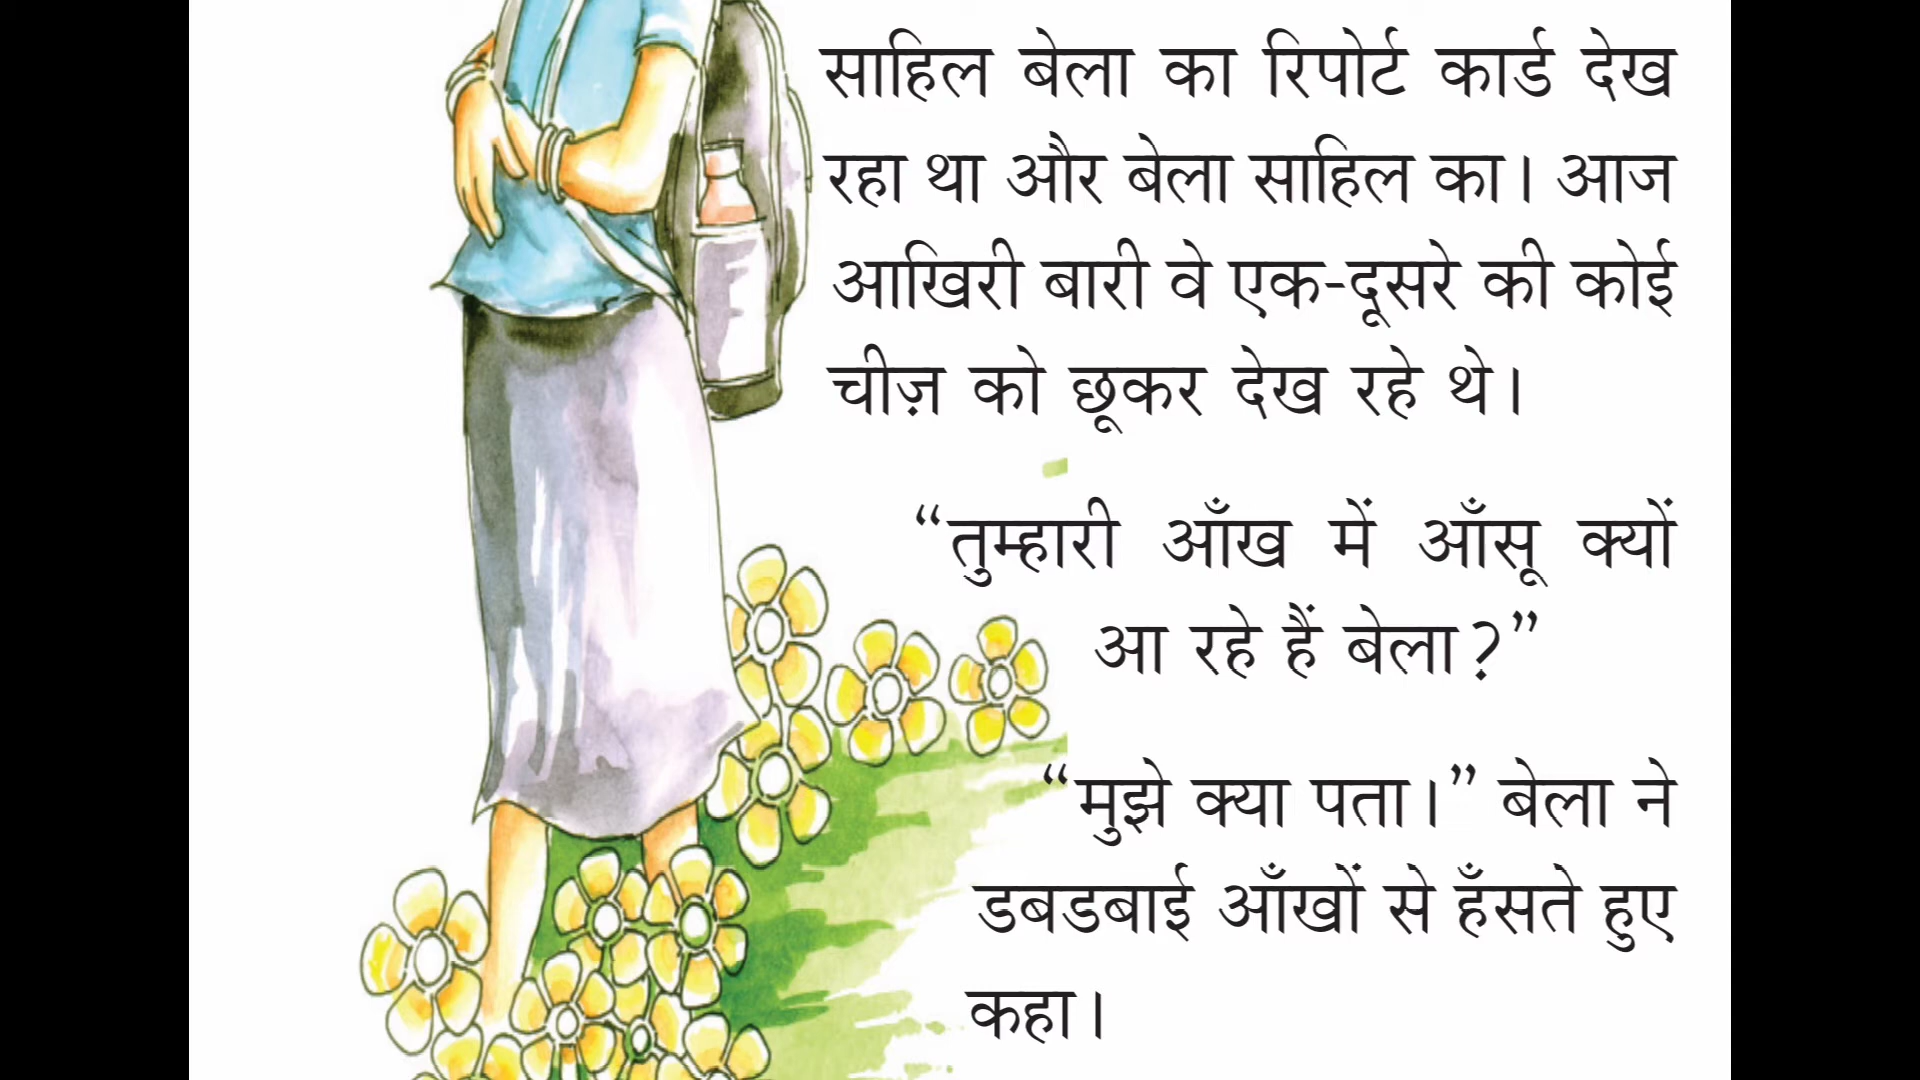 साहिल बेला का रिपोर्ट कार्ड देख
रहा था और बेला साहिल का। आज
आखिरी बारी वे एक-दूसरे की कोई
चीज़ को छूकर देख रहे थे।
“तुम्हारी आँख में आँसू क्यों
आ रहे हैं बेला?”
“मुझे क्या पता।” बेला ने
डबडबाई आँखों से हँसते हुए
कहा।